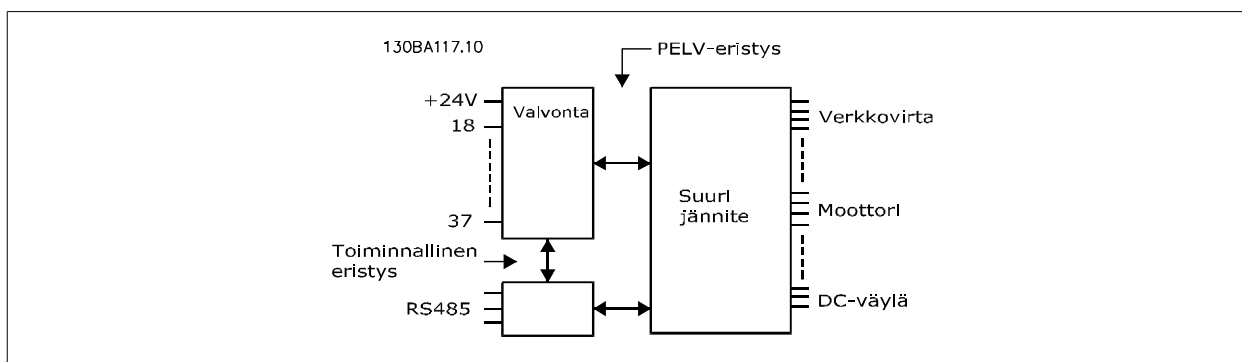 130BA117.10
PELV-eristys
+24V
Valvonta
18
37
Toiminnallinen
eristys
RS485
Suuri
jännite
Verkkovirta
Moottori
DC-väylä